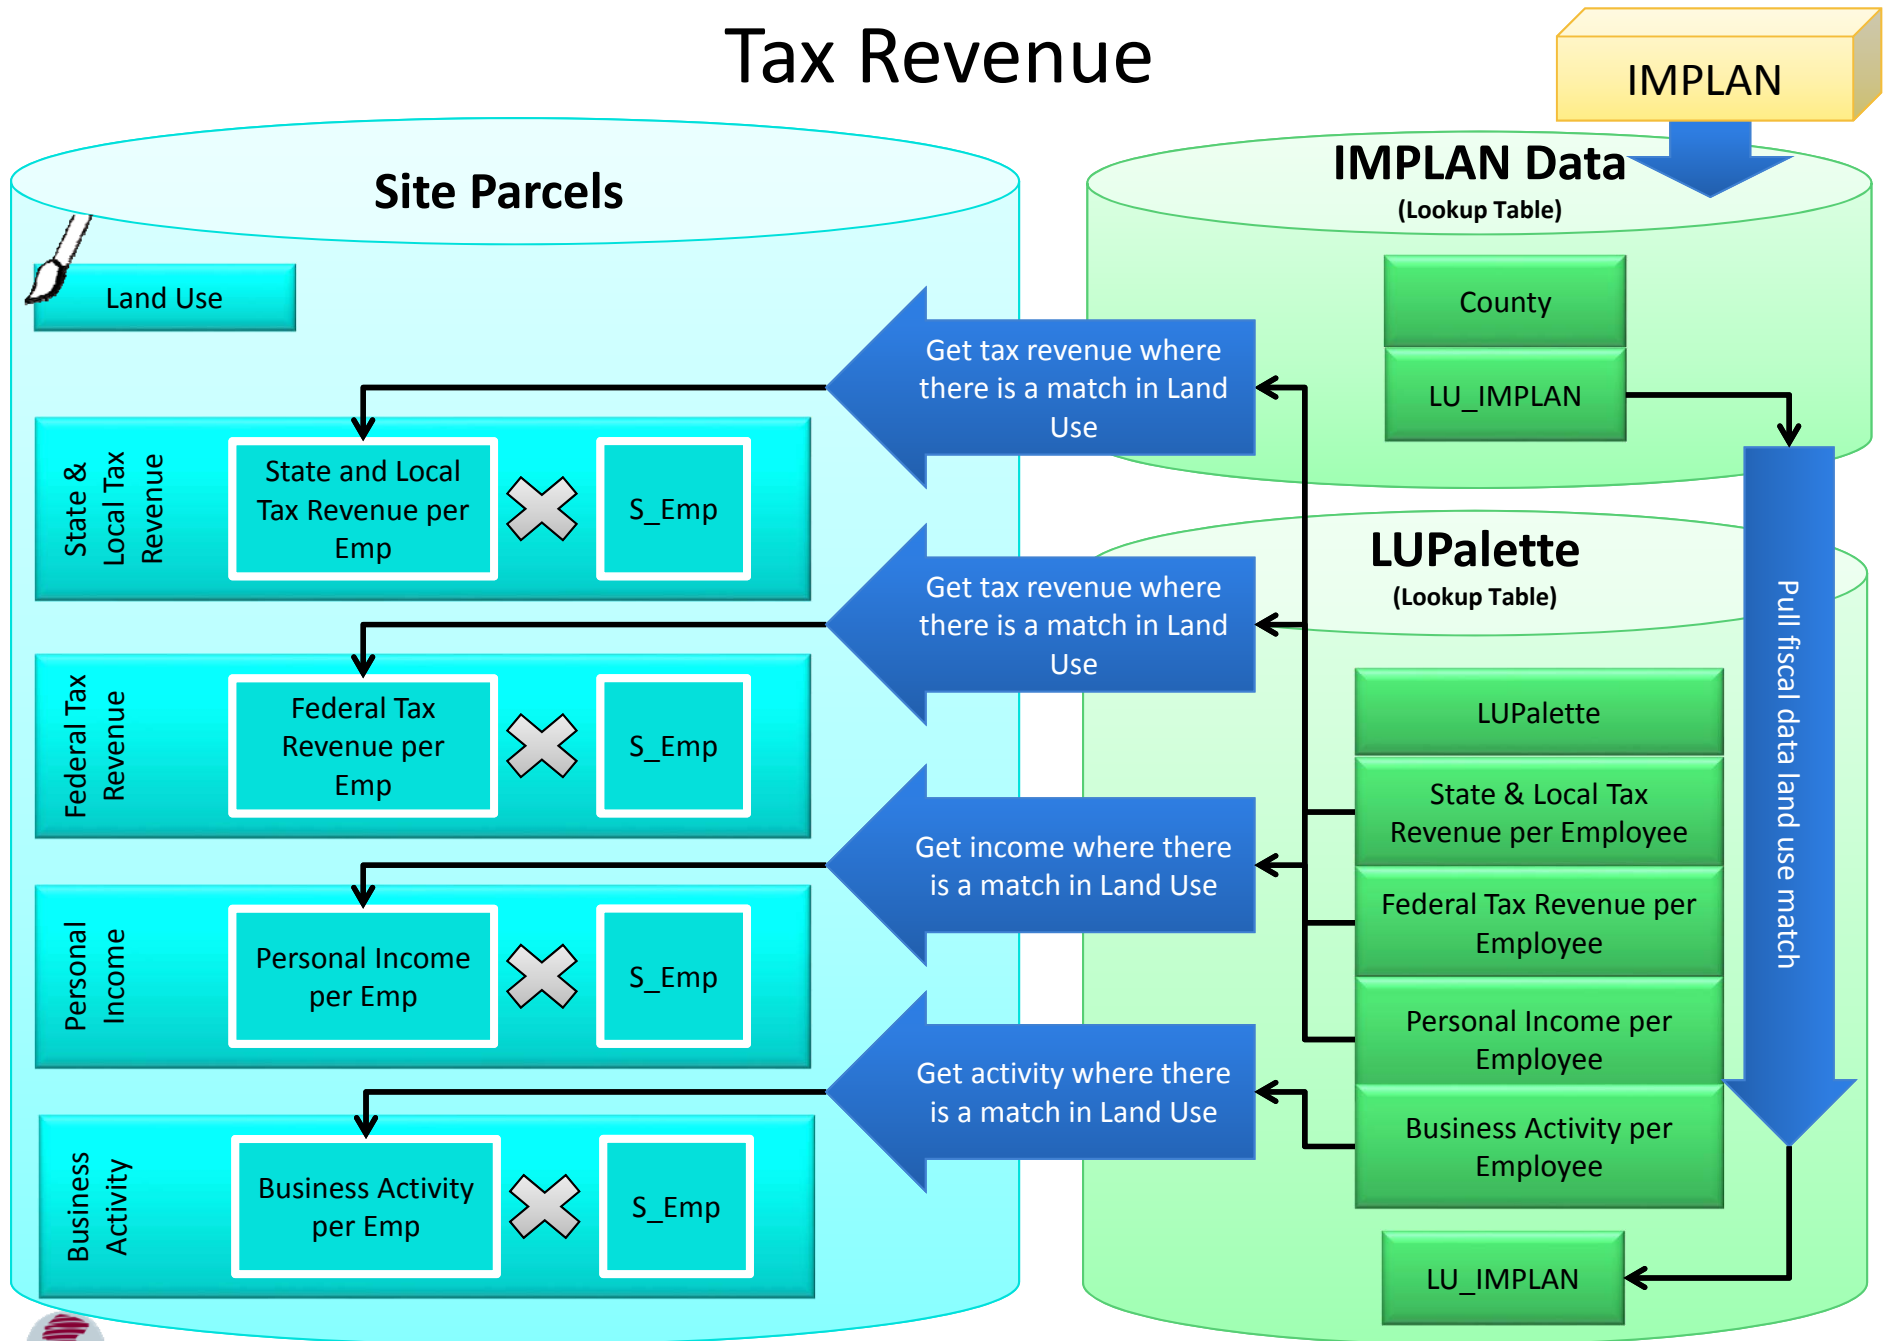 Tax Revenue
IMPLAN
Site Parcels
IMPLAN Data
(Lookup Table)
Land Use
County
LU_IMPLAN
Get tax revenue where
there is a match in Land
Use
State &
Local Tax
Revenue
State and Local
Tax Revenue per
Emp
S_Emp
LUPalette
(Lookup Table)
Get tax revenue where
there is a match in Land
Use
Pull fiscal data land use match
Federal Tax
Revenue
Federal Tax
Revenue per
Emp
S_Emp
LUPalette
State & Local Tax
Revenue per Employee
Get income where there
is a match in Land Use
Federal Tax Revenue per
Employee
Personal
Income
Personal Income
per Emp
S_Emp
Personal Income per
Employee
Get activity where there
is a match in Land Use
Business Activity per
Employee
Business
Activity
Business Activity
per Emp
S_Emp
LU_IMPLAN